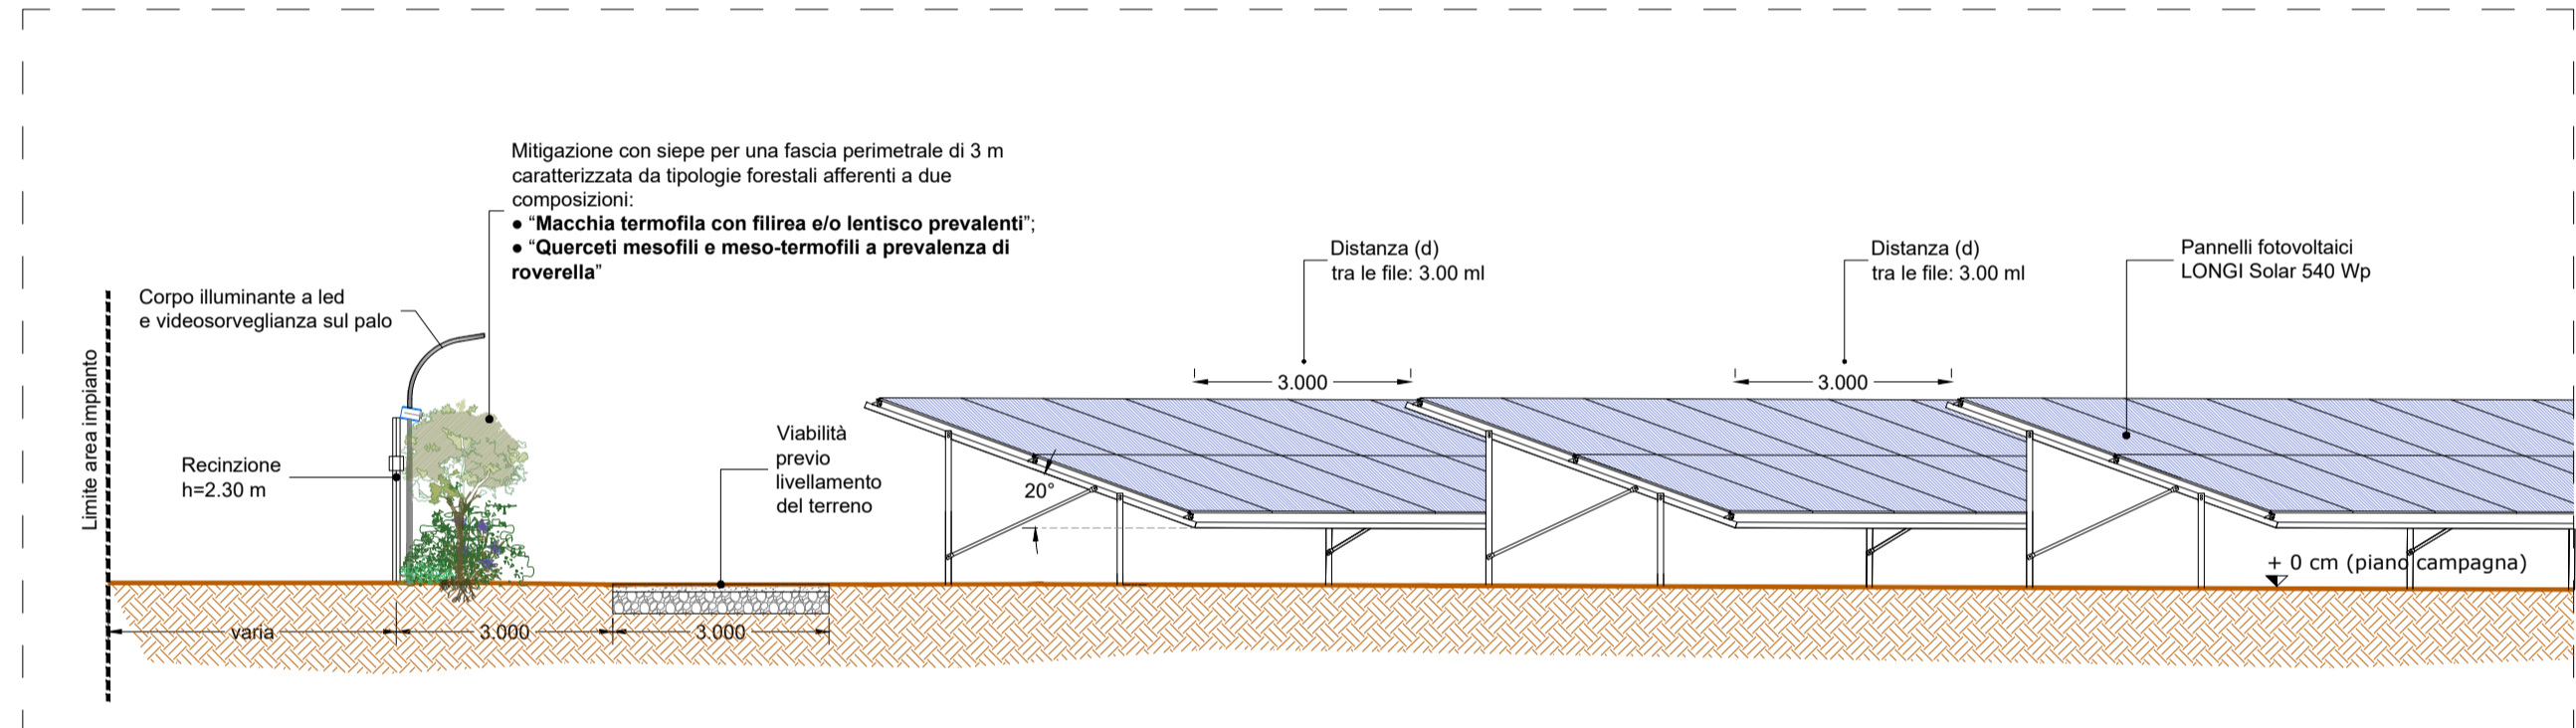 Mitigazione con siepe per una fascia perimetrale di 3 m
caratterizzata da tipologie forestali afferenti a due
composizioni:
● “Macchia termofila con filirea e/o lentisco prevalenti”;
● “Querceti mesofili e meso-termofili a prevalenza di
roverella”
Distanza (d)
tra le file: 3.00 ml
Distanza (d)
tra le file: 3.00 ml
Pannelli fotovoltaici
LONGI Solar 540 Wp
Corpo illuminante a led
e videosorveglianza sul palo
Limite area impianto
3.000
3.000
Recinzione
h=2.30 m
Viabilità
previo
livellamento
del terreno
20°
+ 0 cm (piano campagna)
varia
3.000
3.000